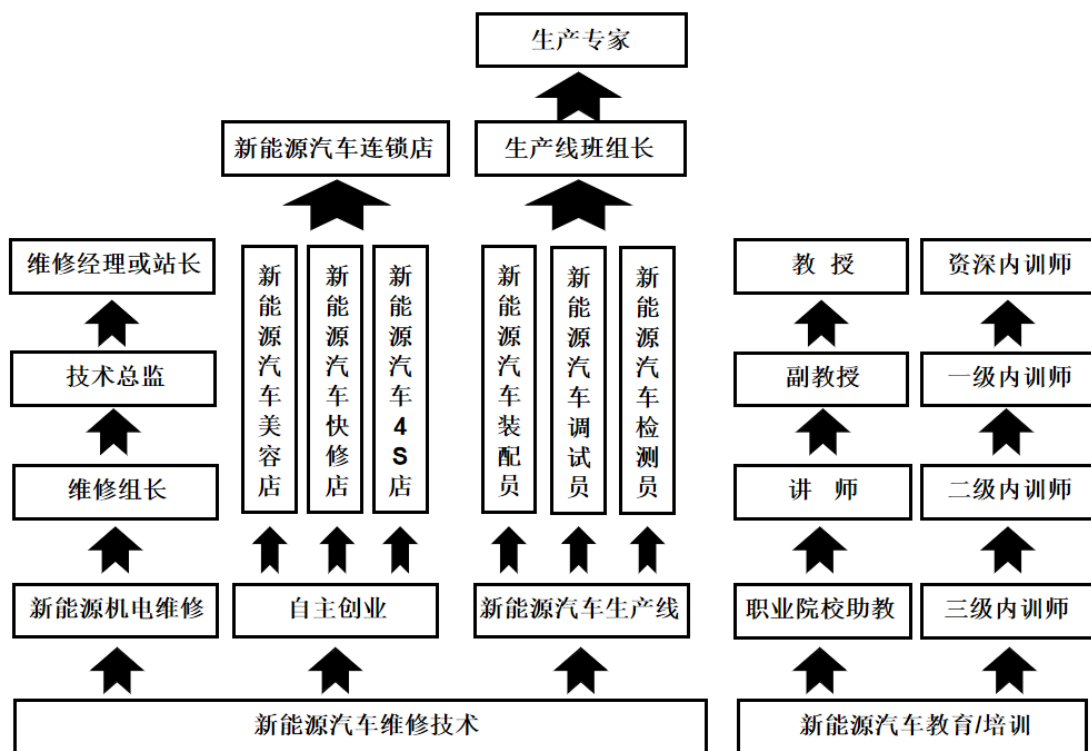 生产专家
新能源汽车连锁店
生产线班组长
维修经理或站长
新能源汽车美容店
新能源汽车快修店
新能源汽车4S店
新能源汽车装配员
新能源汽车调试员
新能源汽车检测员
教 授
资深内训师
技术总监
副教授
一级内训师
维修组长
讲 师
二级内训师
新能源机电维修
自主创业
新能源汽车生产线
职业院校助教
三级内训师
新能源汽车维修技术
新能源汽车教育/培训